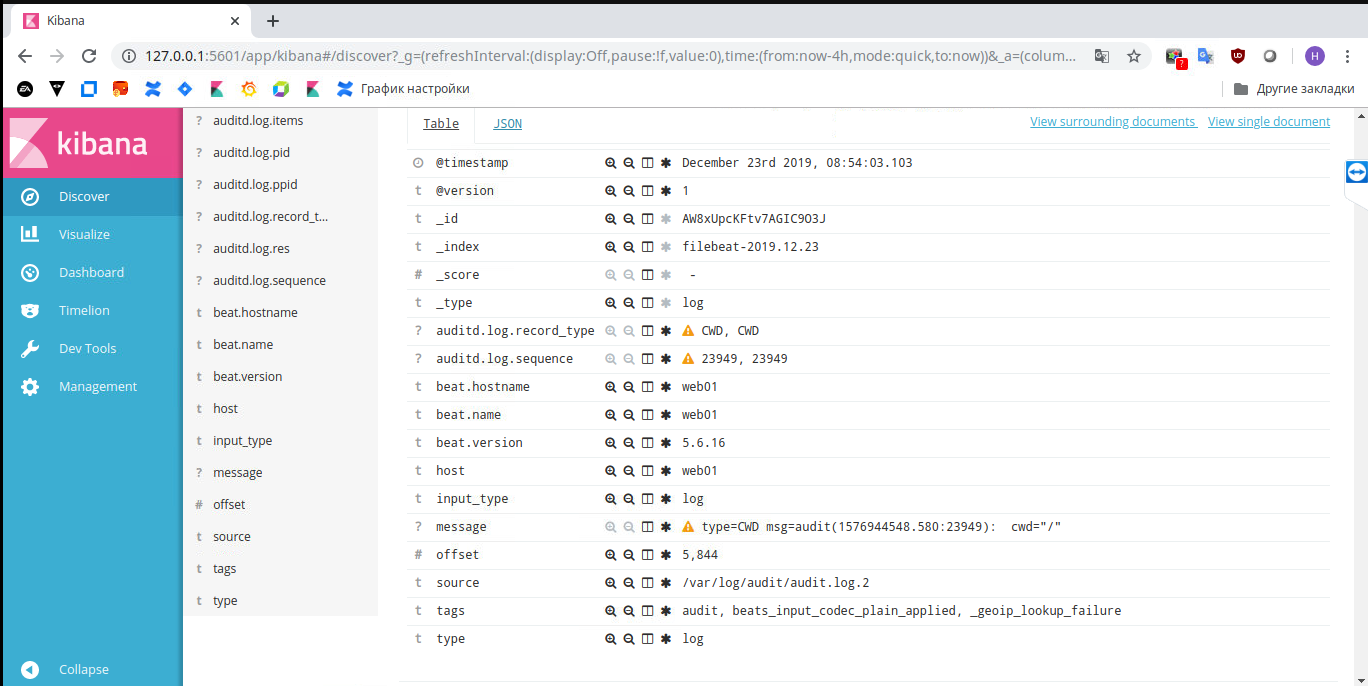 Kibana
127.0.0.1:5601/app/kibana#/discover?_g=(refreshInterval:(display:Off,pause:!f,value:0),time:(from:now-4h,mode:quick,to:now))&_a=(colum...
H
График настройки
Другие закладки
kibana
Discover
Visualize
Dashboard
Timelion
Dev Tools
Management
Collapse
? auditd.log.items
? auditd.log.pid
? auditd.log.ppid
? auditd.log.record_t...
? auditd.log.res
? auditd.log.sequence
t beat.hostname
t beat.name
t beat.version
t host
t input_type
? message
# offset
t source
t tags
t type
Table JSON View surrounding documents View single document
@timestamp December 23rd 2019, 08:54:03.103
t @version 1
t _id AW8xUpcKFtv7AGIC9O3J
t _index filebeat-2019.12.23
# _score -
t _type log
? auditd.log.record_type CWD, CWD
? auditd.log.sequence 23949, 23949
t beat.hostname web01
t beat.name web01
t beat.version 5.6.16
t host web01
t input_type log
? message type=CWD msg=audit(1576944548.580:23949): cwd="/"
# offset 5,844
t source /var/log/audit/audit.log.2
t tags audit, beats_input_codec_plain_applied, _geoip_lookup_failure
t type log